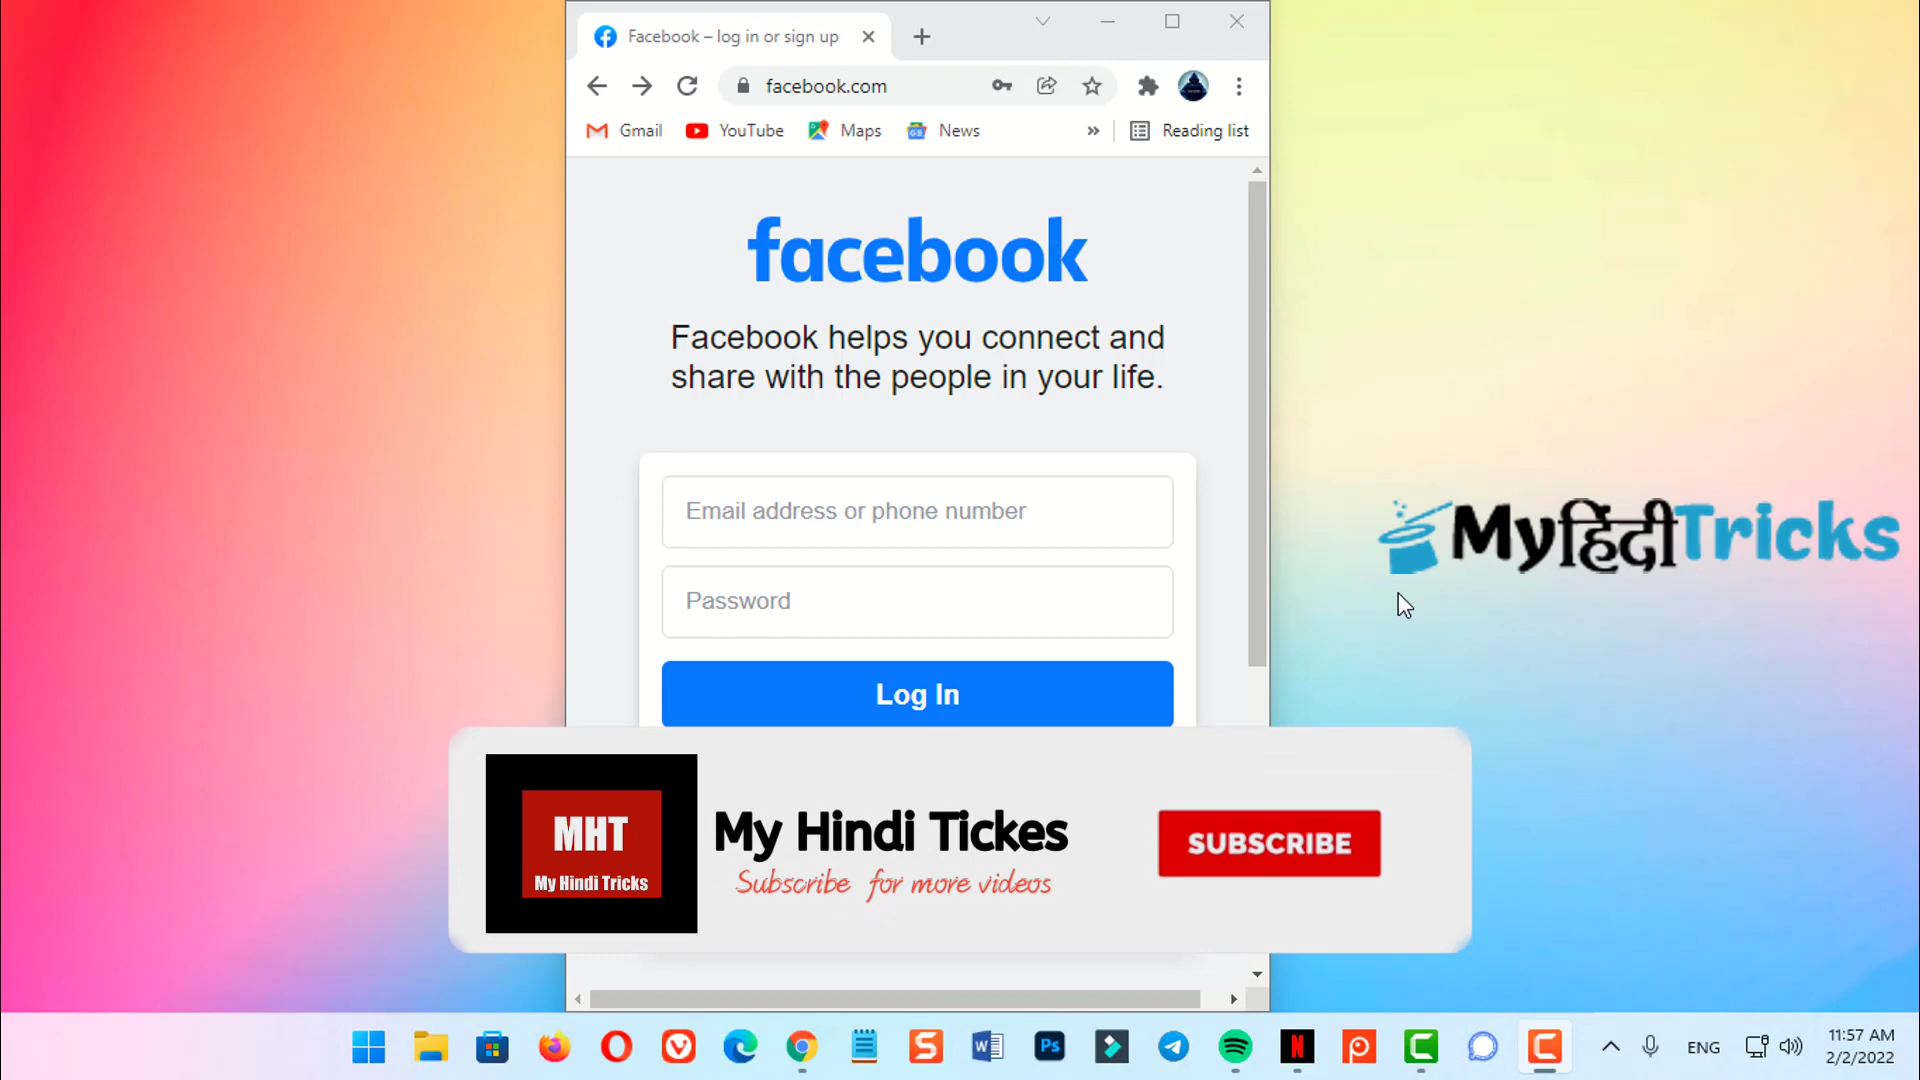 Facebook – log in or sign up
facebook.com
Gmail
YouTube
Maps
News
»
Reading list
facebook
Facebook helps you connect and
share with the people in your life.
Email address or phone number
Password
Log In
MyहिंदीTricks
MHT
My Hindi Tricks
My Hindi Tickes
Subscribe for more videos
SUBSCRIBE
W
Ps
N
ENG
11:57 AM
2/2/2022